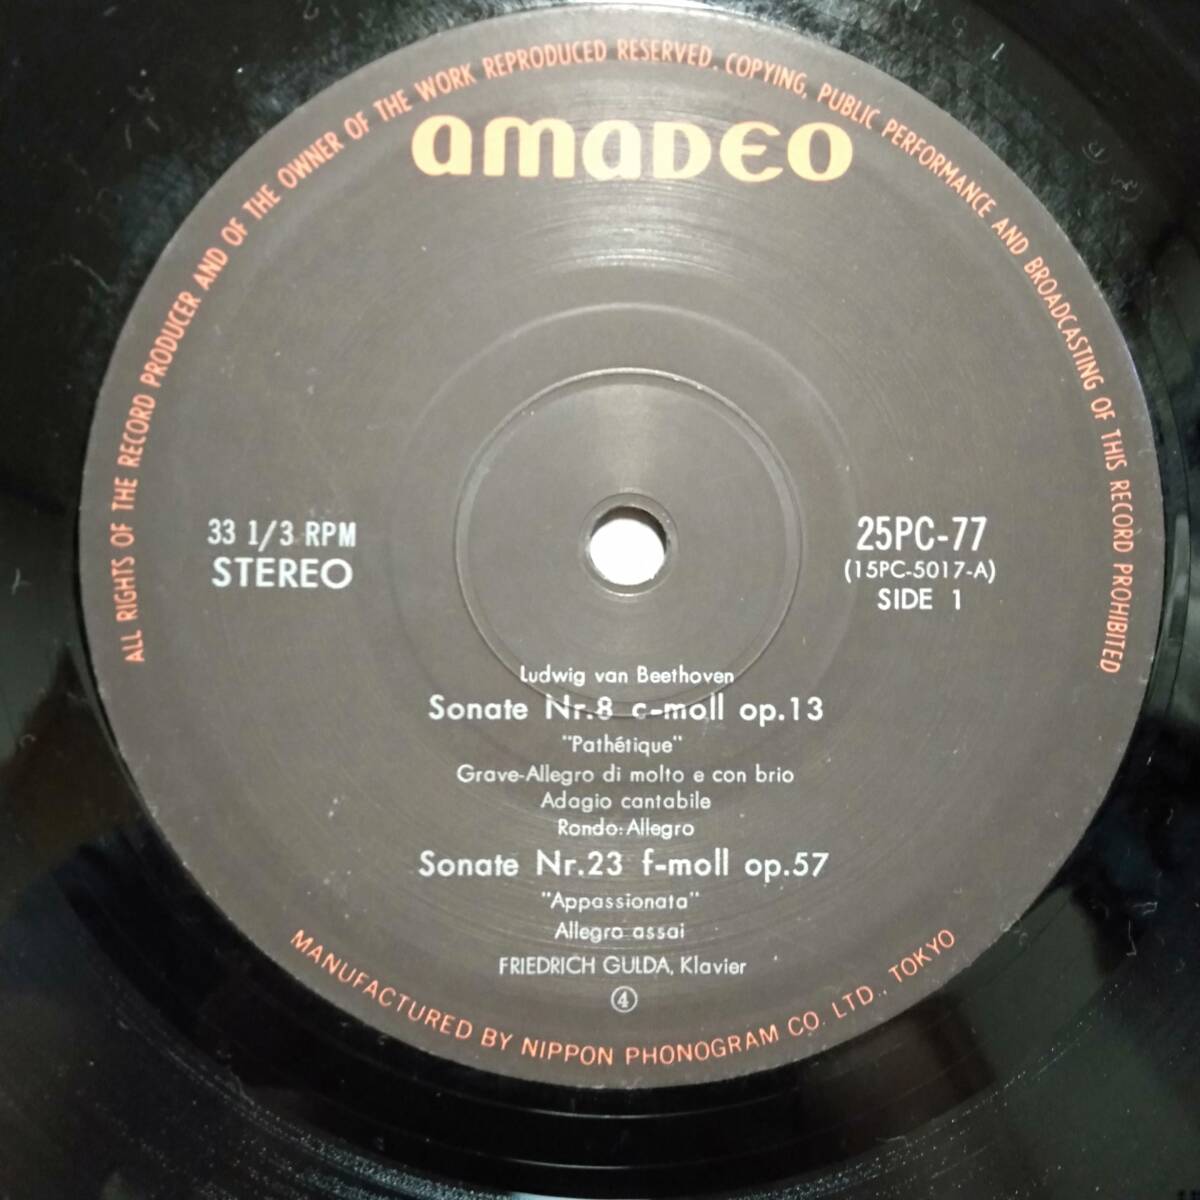 ALL RIGHTS OF THE RECORD PRODUCER AND OF THE OWNER OF THE WORK REPRODUCED RESERVED. COPYING, PUBLIC PERFORMANCE AND BROADCASTING OF THIS RECORD PROHIBITED
amadeo
33 1/3 RPM
STEREO
25PC-77
(15PC-5017-A)
SIDE 1
Ludwig van Beethoven
Sonate Nr.8 c-moll op.13
"Pathétique"
Grave-Allegro di molto e con brio
Adagio cantabile
Rondo:Allegro
Sonate Nr.23 f-moll op.57
"Appassionata"
Allegro assai
FRIEDRICH GULDA, Klavier
④
MANUFACTURED BY NIPPON PHONOGRAM CO. LTD., TOKYO